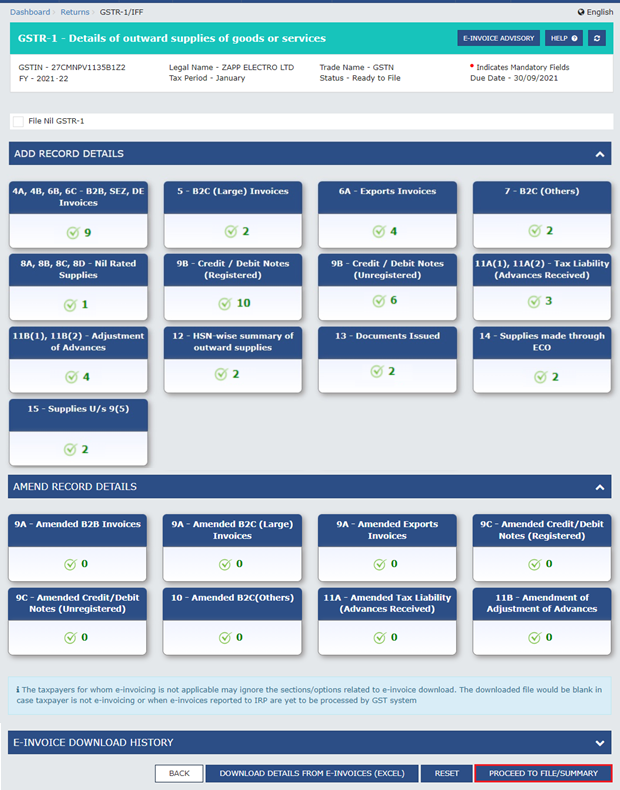 Dashboard > Returns > GSTR-1/IFF
English
GSTR-1 - Details of outward supplies of goods or services
E-INVOICE ADVISORY
HELP
GSTIN - 27CMNPV1135B1Z2
Legal Name - ZAPP ELECTRO LTD
Trade Name - GSTN
* Indicates Mandatory Fields
FY - 2021-22
Tax Period - January
Status - Ready to File
Due Date - 30/09/2021
File Nil GSTR-1
ADD RECORD DETAILS
4A, 4B, 6B, 6C - B2B, SEZ, DE
Invoices
9
5 - B2C (Large) Invoices
2
6A - Exports Invoices
4
7 - B2C (Others)
2
8A, 8B, 8C, 8D - Nil Rated
Supplies
1
9B - Credit / Debit Notes
(Registered)
10
9B - Credit / Debit Notes
(Unregistered)
6
11A(1), 11A(2) - Tax Liability
(Advances Received)
3
11B(1), 11B(2) - Adjustment
of Advances
4
12 - HSN-wise summary of
outward supplies
2
13 - Documents Issued
2
14 - Supplies made through
ECO
2
15 - Supplies U/s 9(5)
2
AMEND RECORD DETAILS
9A - Amended B2B Invoices
0
9A - Amended B2C (Large)
Invoices
0
9A - Amended Exports
Invoices
0
9C - Amended Credit/Debit
Notes (Registered)
0
9C - Amended Credit/Debit
Notes (Unregistered)
0
10 - Amended B2C(Others)
0
11A - Amended Tax Liability
(Advances Received)
0
11B - Amendment of
Adjustment of Advances
0
The taxpayers for whom e-invoicing is not applicable may ignore the sections/options related to e-invoice download. The downloaded file would be blank in
case taxpayer is not e-invoicing or when e-invoices reported to IRP are yet to be processed by GST system
E-INVOICE DOWNLOAD HISTORY
BACK
DOWNLOAD DETAILS FROM E-INVOICES (EXCEL)
RESET
PROCEED TO FILE/SUMMARY